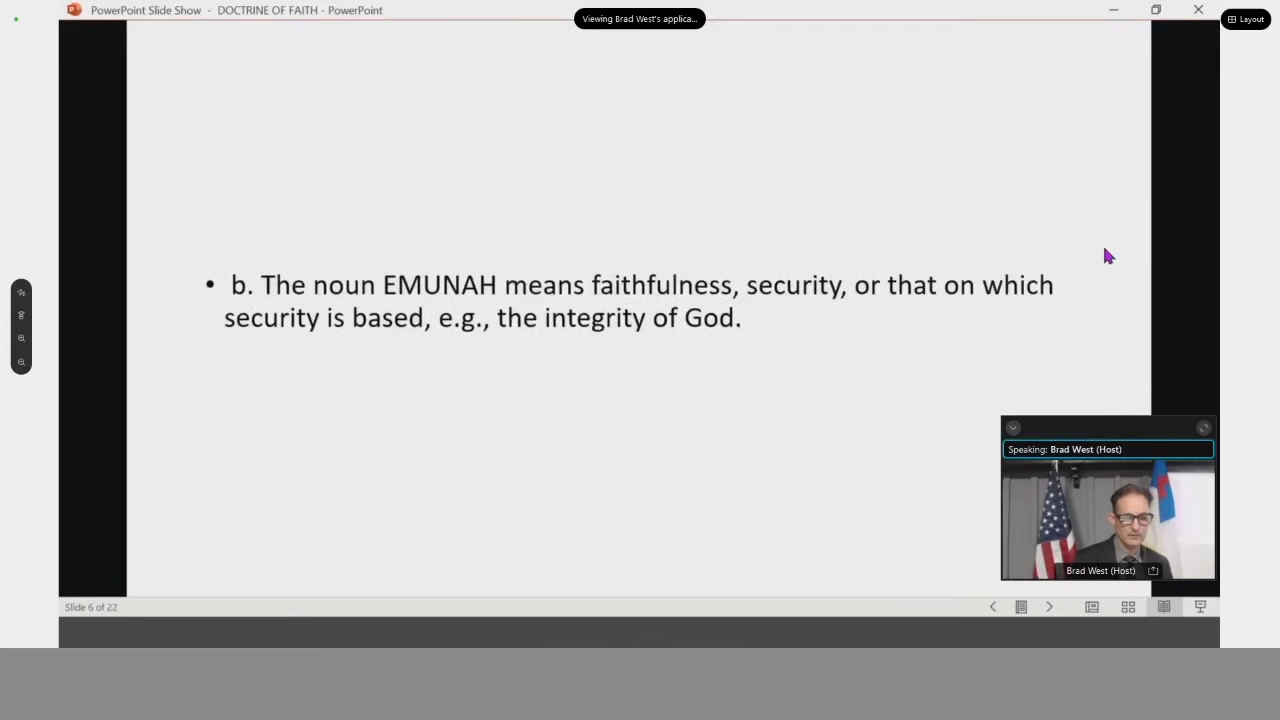 PowerPoint Slide Show - DOCTRINE OF FAITH - PowerPoint
Viewing Brad West's applica...
Layout
• b. The noun EMUNAH means faithfulness, security, or that on which
security is based, e.g., the integrity of God.
Speaking: Brad West (Host)
Brad West (Host)
Slide 6 of 22